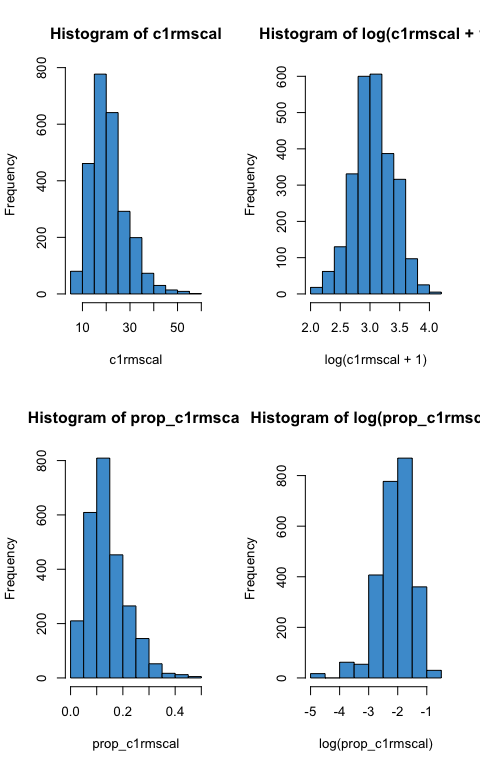 Histogram of c1rmscal
Frequency
0 200 400 600 800
10 30 50
c1rmscal
Histogram of log(c1rmscal + 1
Frequency
0 100 200 300 400 500 600
2.0 2.5 3.0 3.5 4.0
log(c1rmscal + 1)
Histogram of prop_c1rmsca
Frequency
0 200 400 600 800
0.0 0.2 0.4
prop_c1rmscal
Histogram of log(prop_c1rmsc
Frequency
0 200 400 600 800
-5 -4 -3 -2 -1
log(prop_c1rmscal)